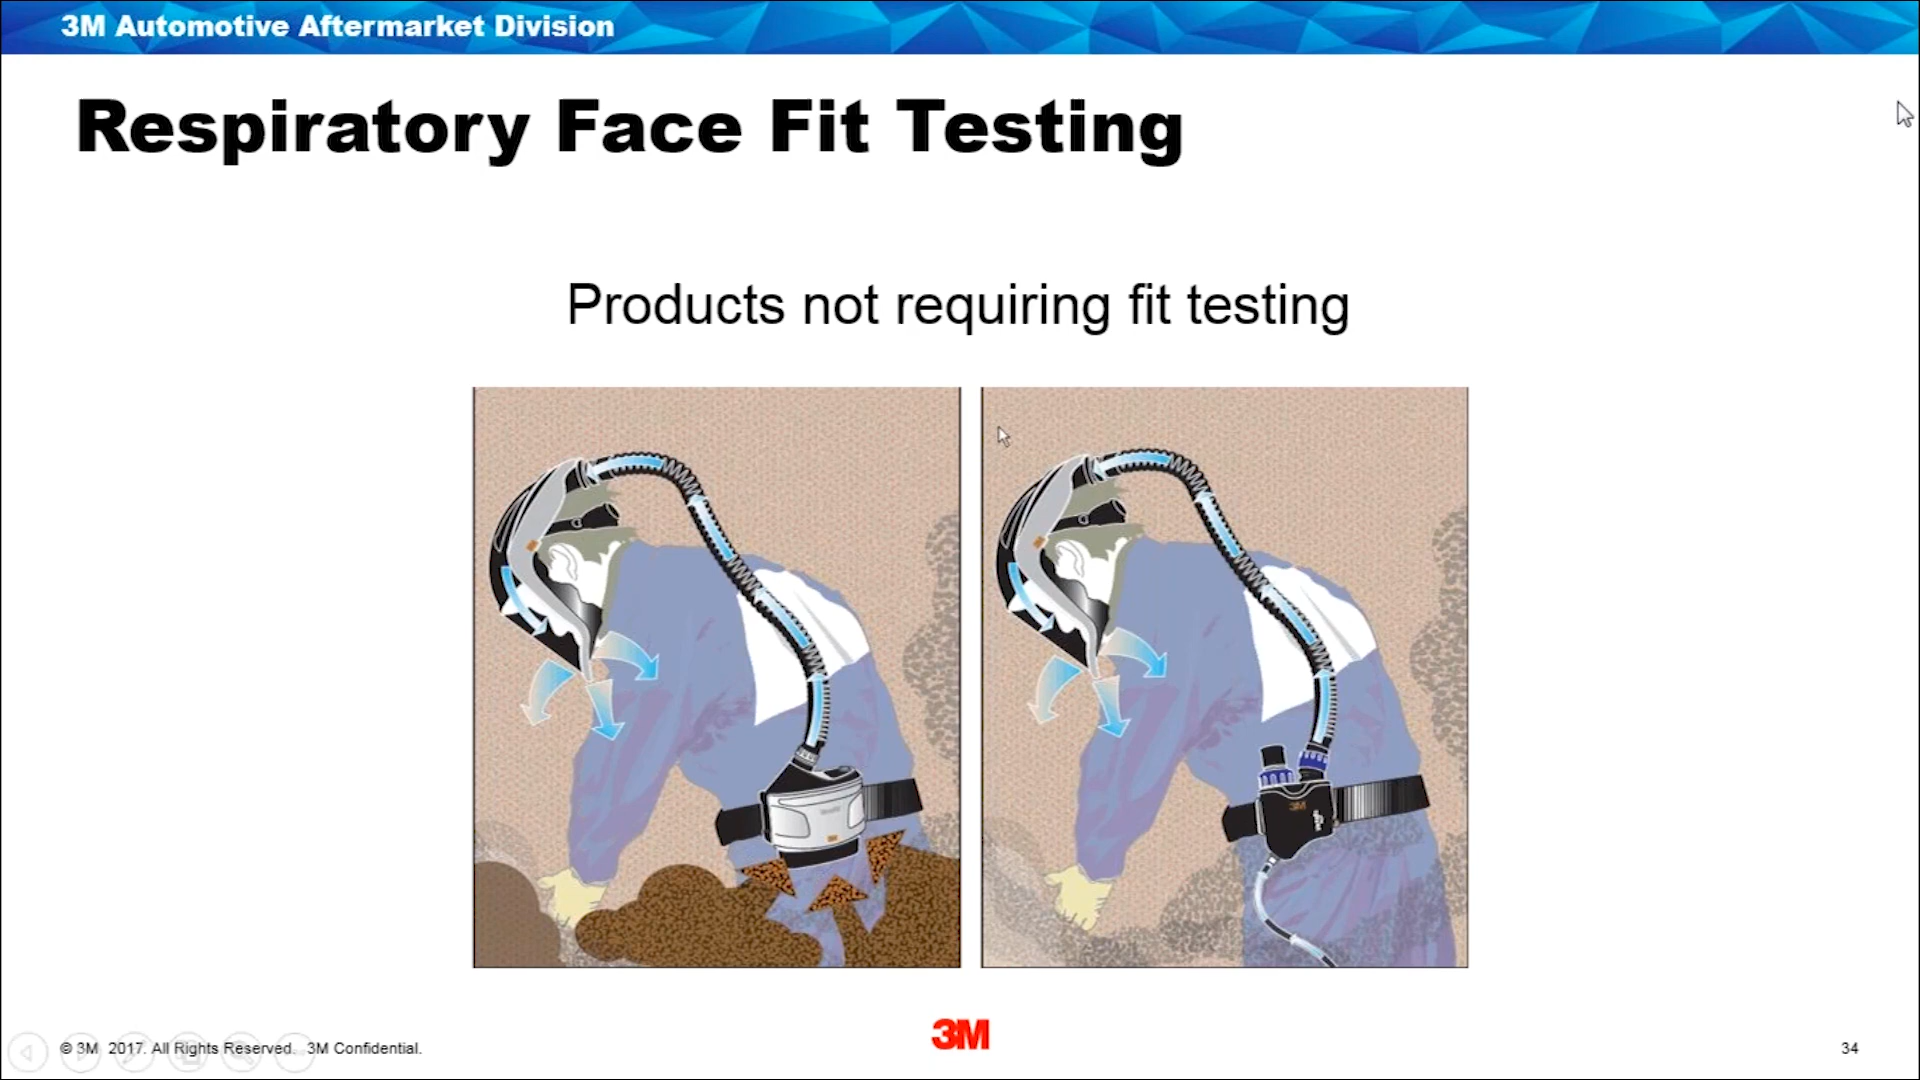 3M Automotive Aftermarket Division
Respiratory Face Fit Testing
Products not requiring fit testing
3M
3M
© 3M 2017. All Rights Reserved. 3M Confidential.
34